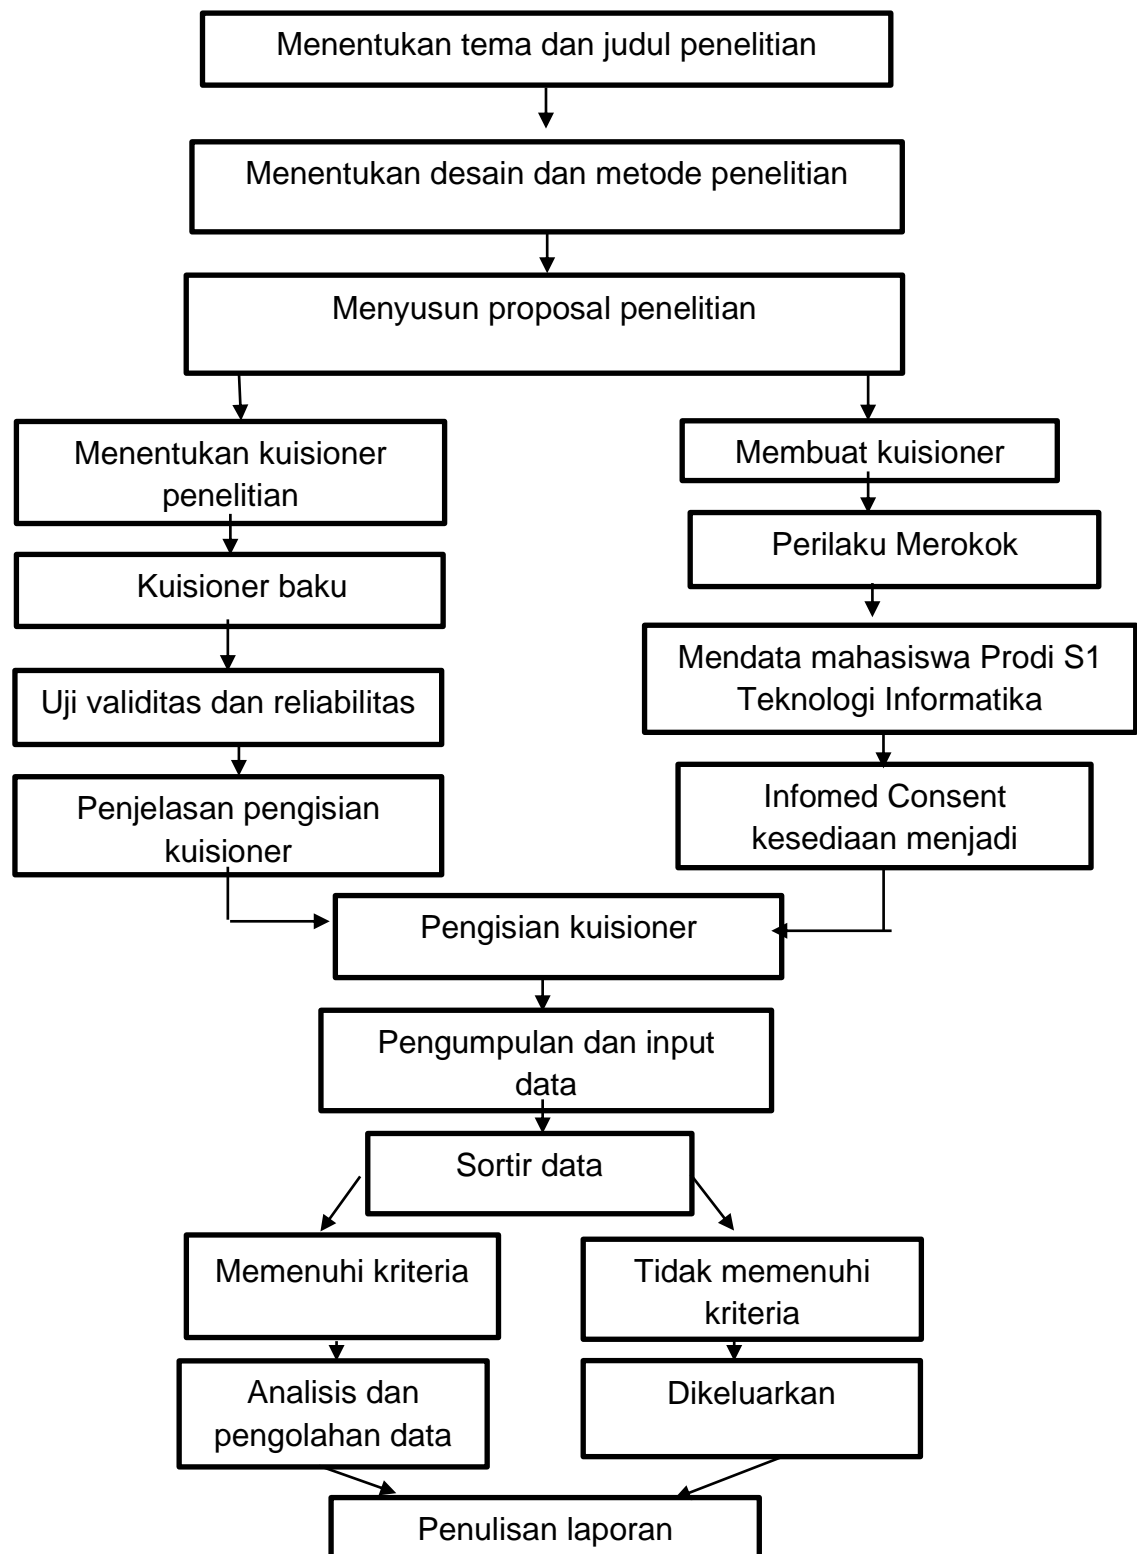 Menentukan tema dan judul penelitian
Menentukan desain dan metode penelitian
Menyusun proposal penelitian
Menentukan kuisioner
penelitian
Kuisioner baku
Uji validitas dan reliabilitas
Penjelasan pengisian
kuisioner
Membuat kuisioner
Perilaku Merokok
Mendata mahasiswa Prodi S1
Teknologi Informatika
Infomed Consent
kesediaan menjadi
Pengisian kuisioner
Pengumpulan dan input
data
Sortir data
Memenuhi kriteria
Tidak memenuhi
kriteria
Analisis dan
pengolahan data
Dikeluarkan
Penulisan laporan